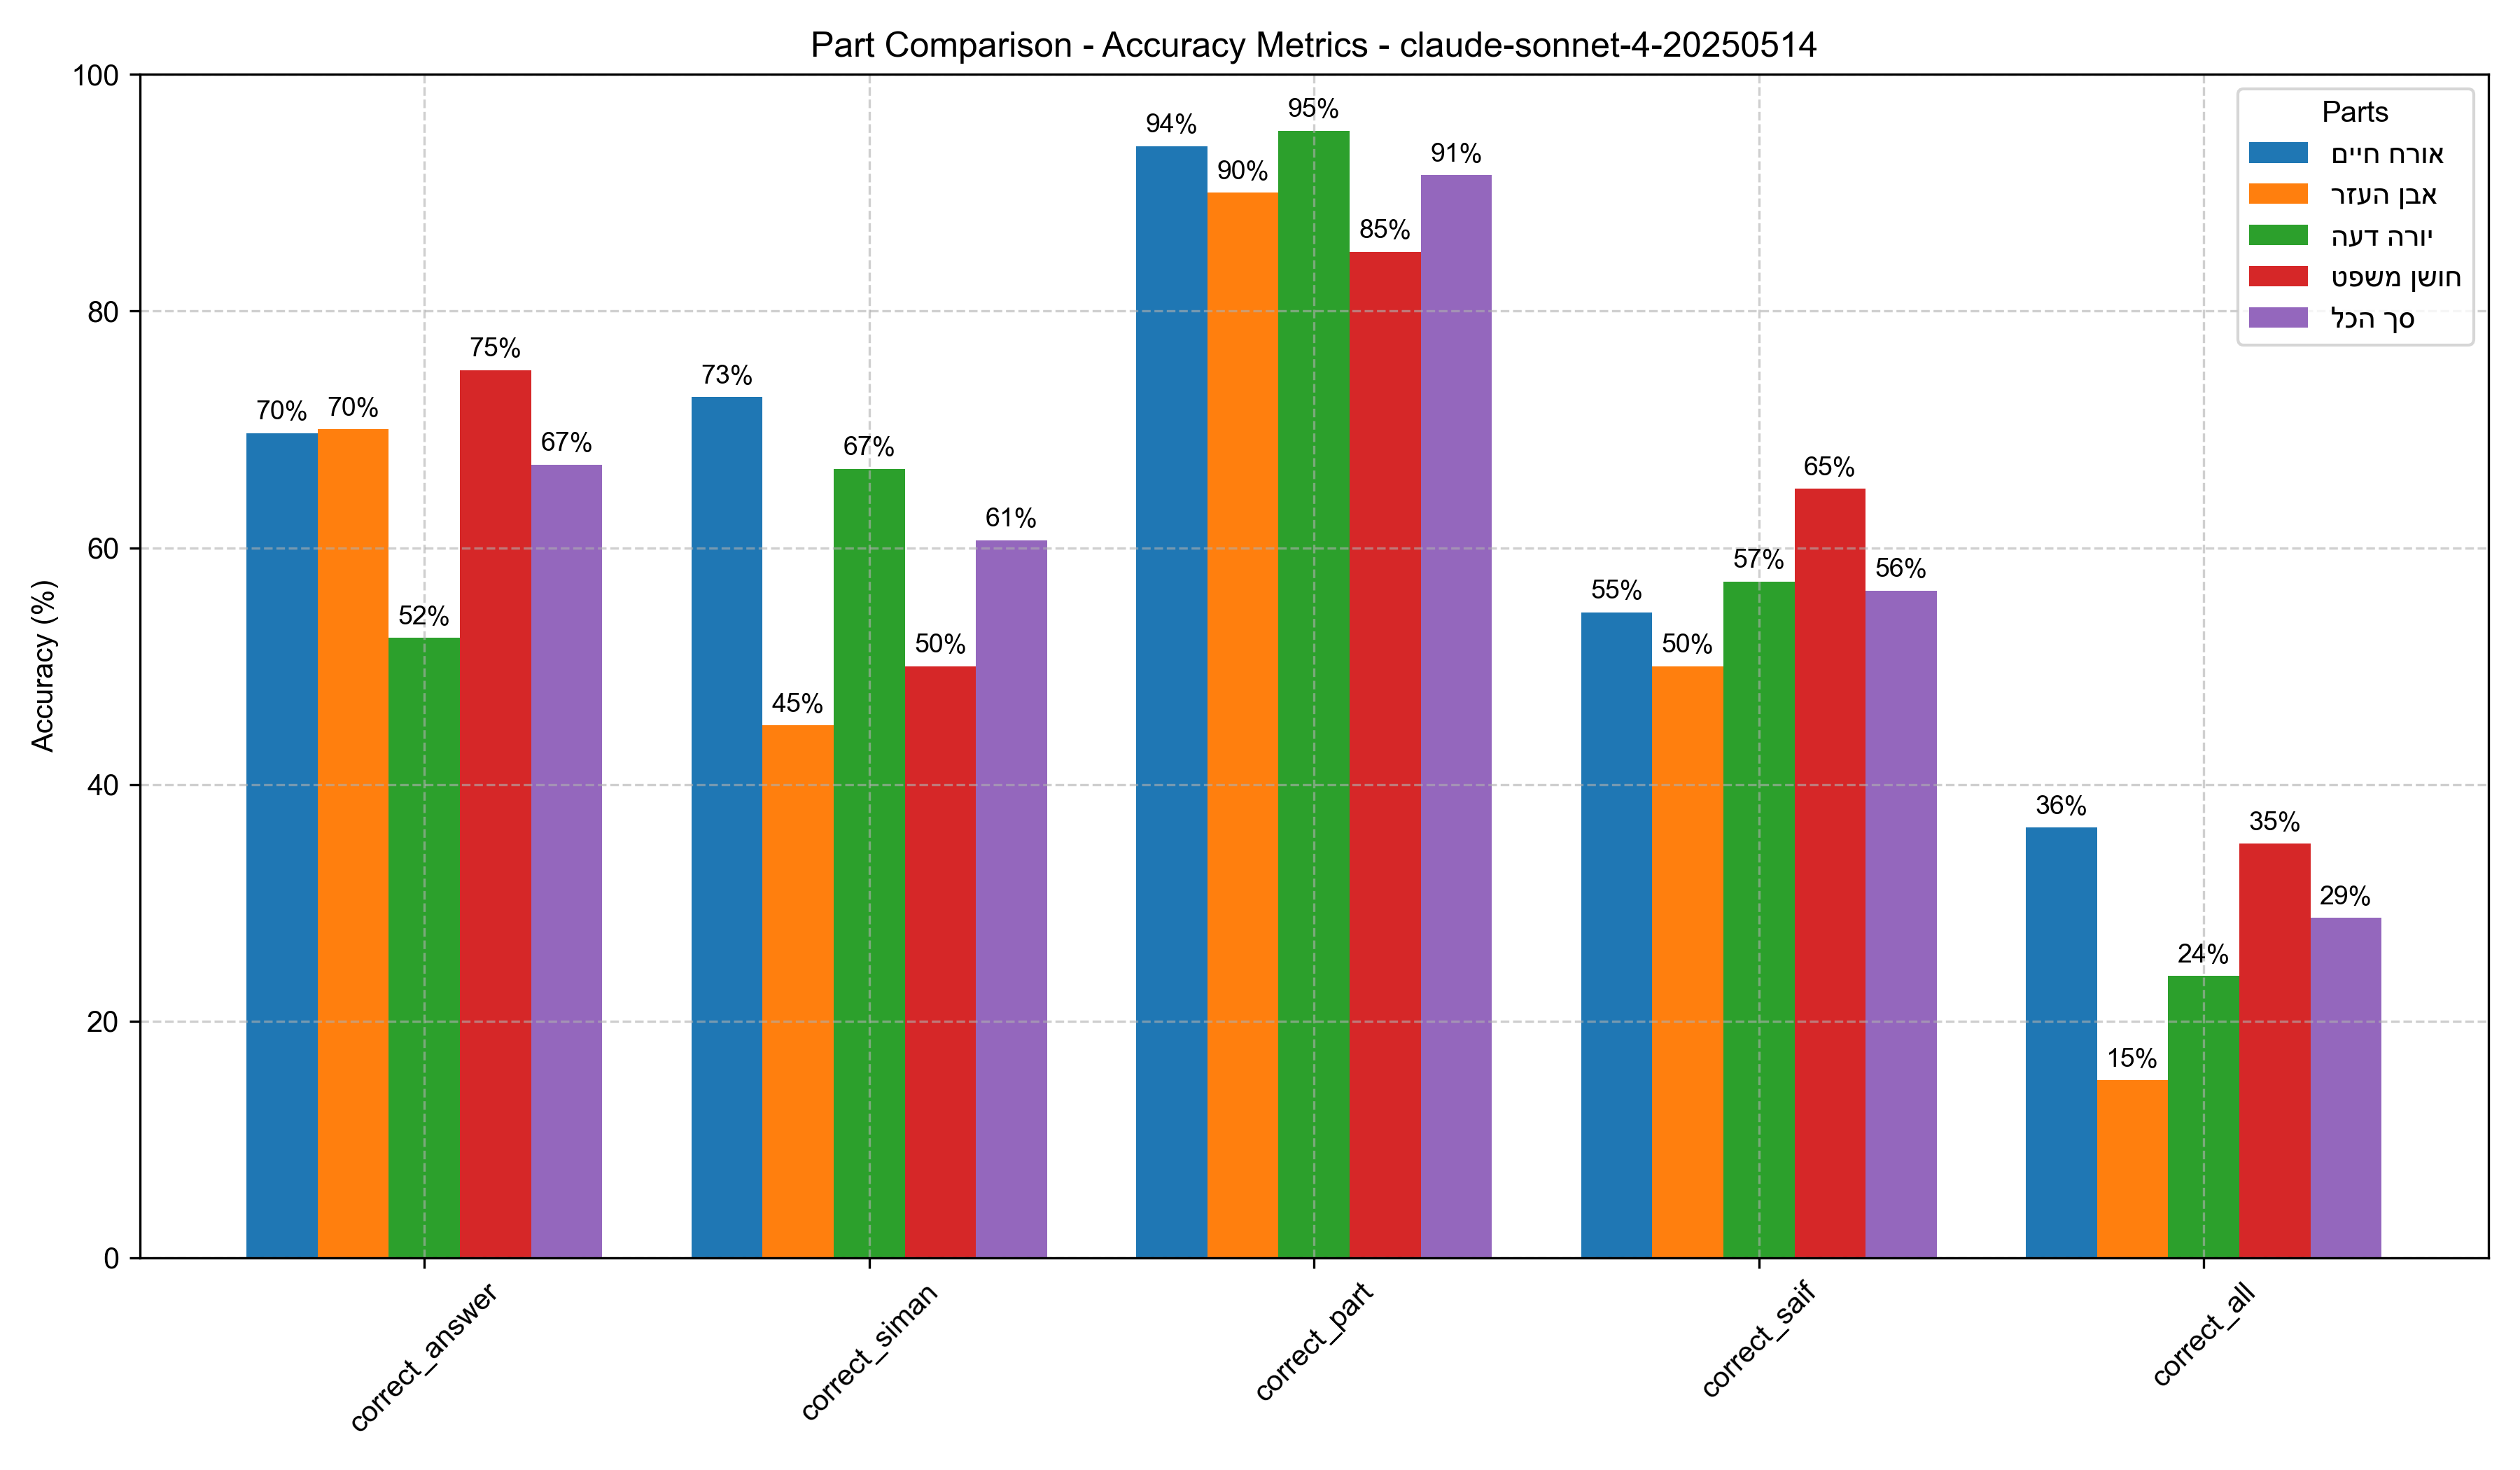 Part Comparison - Accuracy Metrics - claude-sonnet-4-20250514
Parts
אורח חיים
אבן העזר
יורה דעה
חושן משפט
סך הכל
Accuracy (%)
100
80
60
40
20
0
70%
70%
52%
75%
67%
73%
45%
67%
50%
61%
94%
90%
95%
85%
91%
55%
50%
57%
65%
56%
36%
15%
24%
35%
29%
correct_answer
correct_siman
correct_part
correct_saif
correct_all